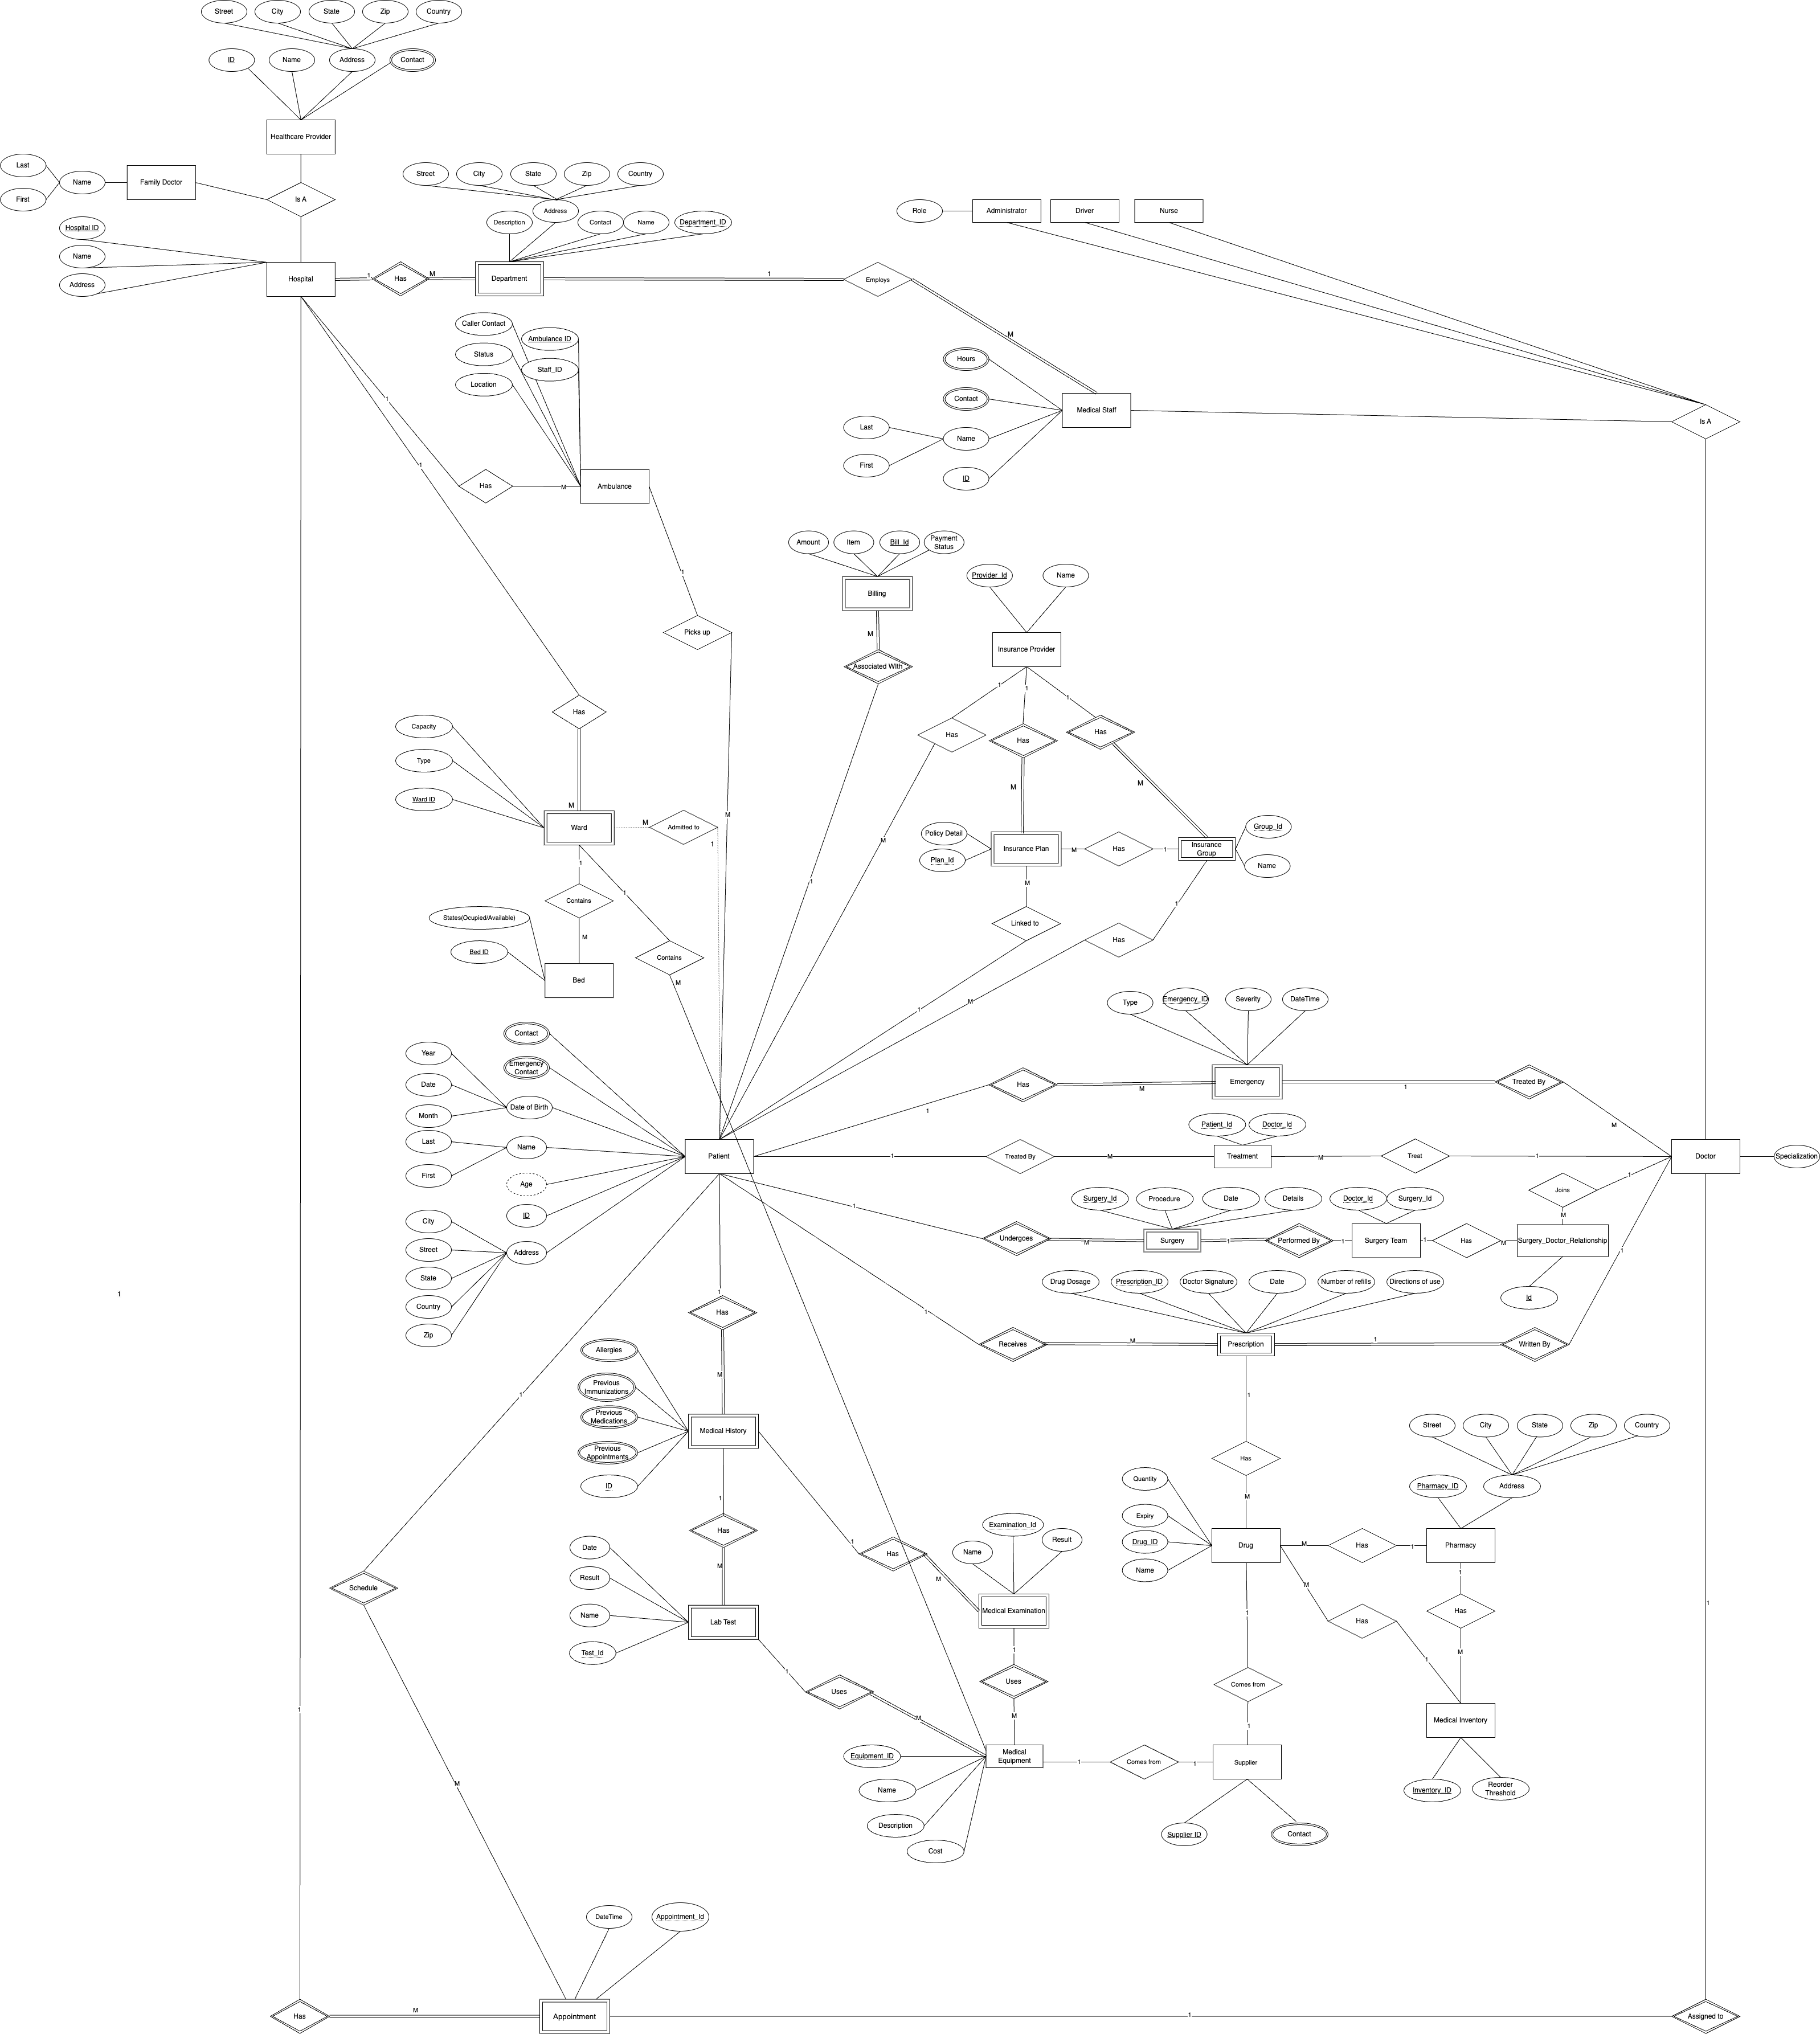 Street
City
State
Zip
Country
ID
Name
Address
Contact
Healthcare Provider
Last
First
Name
Family Doctor
Is A
Hospital ID
Name
Address
Hospital
1
Has
M
Street
City
State
Zip
Country
Address
Description
Contact
Name
Department_ID
Department
1
Employs
M
Role
Administrator
Driver
Nurse
Hours
Contact
Last
First
Name
ID
Medical Staff
Is A
Caller Contact
Ambulance ID
Status
Staff_ID
Location
1
Has
M
Ambulance
1
1
Picks up
M
Amount
Item
Bill_Id
Payment
Status
Billing
M
Associated With
1
Provider_Id
Name
Insurance Provider
1
1
1
Has
Has
Has
M
M
M
Policy Detail
Plan_Id
Insurance Plan
M
Has
1
Insurance
Group
Group_Id
Name
M
Linked to
1
1
Has
M
Has
M
Capacity
Type
Ward ID
Ward
M
Admitted to
1
1
Contains
M
States(Ocupied/Available)
Bed ID
Bed
1
Contains
M
Contact
Emergency
Contact
Year
Date
Month
Date of Birth
Last
First
Name
Age
ID
City
Street
State
Country
Zip
Address
Patient
Type
Emergency_ID
Severity
DateTime
1
Has
M
Emergency
1
Treated By
M
Patient_Id
Doctor_Id
1
Treated By
M
Treatment
M
Treat
1
Doctor
Specialization
Joins
1
M
Surgery_Id
Procedure
Date
Details
Doctor_Id
Surgery_Id
1
Undergoes
M
Surgery
1
Performed By
1
Surgery Team
1
Has
M
Surgery_Doctor_Relationship
Id
1
Drug Dosage
Prescription_ID
Doctor Signature
Date
Number of refills
Directions of use
1
Receives
M
Prescription
1
Written By
1
1
1
Has
M
Allergies
Previous
Immunizations
Previous
Medications
Previous
Appointments
ID
Medical History
1
Has
M
1
Has
M
Date
Result
Name
Test_Id
Lab Test
1
Uses
M
Name
Examination_Id
Result
Medical Examination
1
Uses
M
Equipment_ID
Name
Description
Cost
Medical
Equipment
1
Comes from
1
Supplier
Supplier ID
Contact
1
Has
M
Quantity
Expiry
Drug_ID
Name
Drug
1
Comes from
1
M
Has
1
Street
City
State
Zip
Country
Pharmacy_ID
Address
Pharmacy
1
Has
M
M
Has
1
Medical Inventory
Inventory_ID
Reorder
Threshold
1
Schedule
M
1
DateTime
Appointment_Id
Has
M
Appointment
1
Assigned to
1